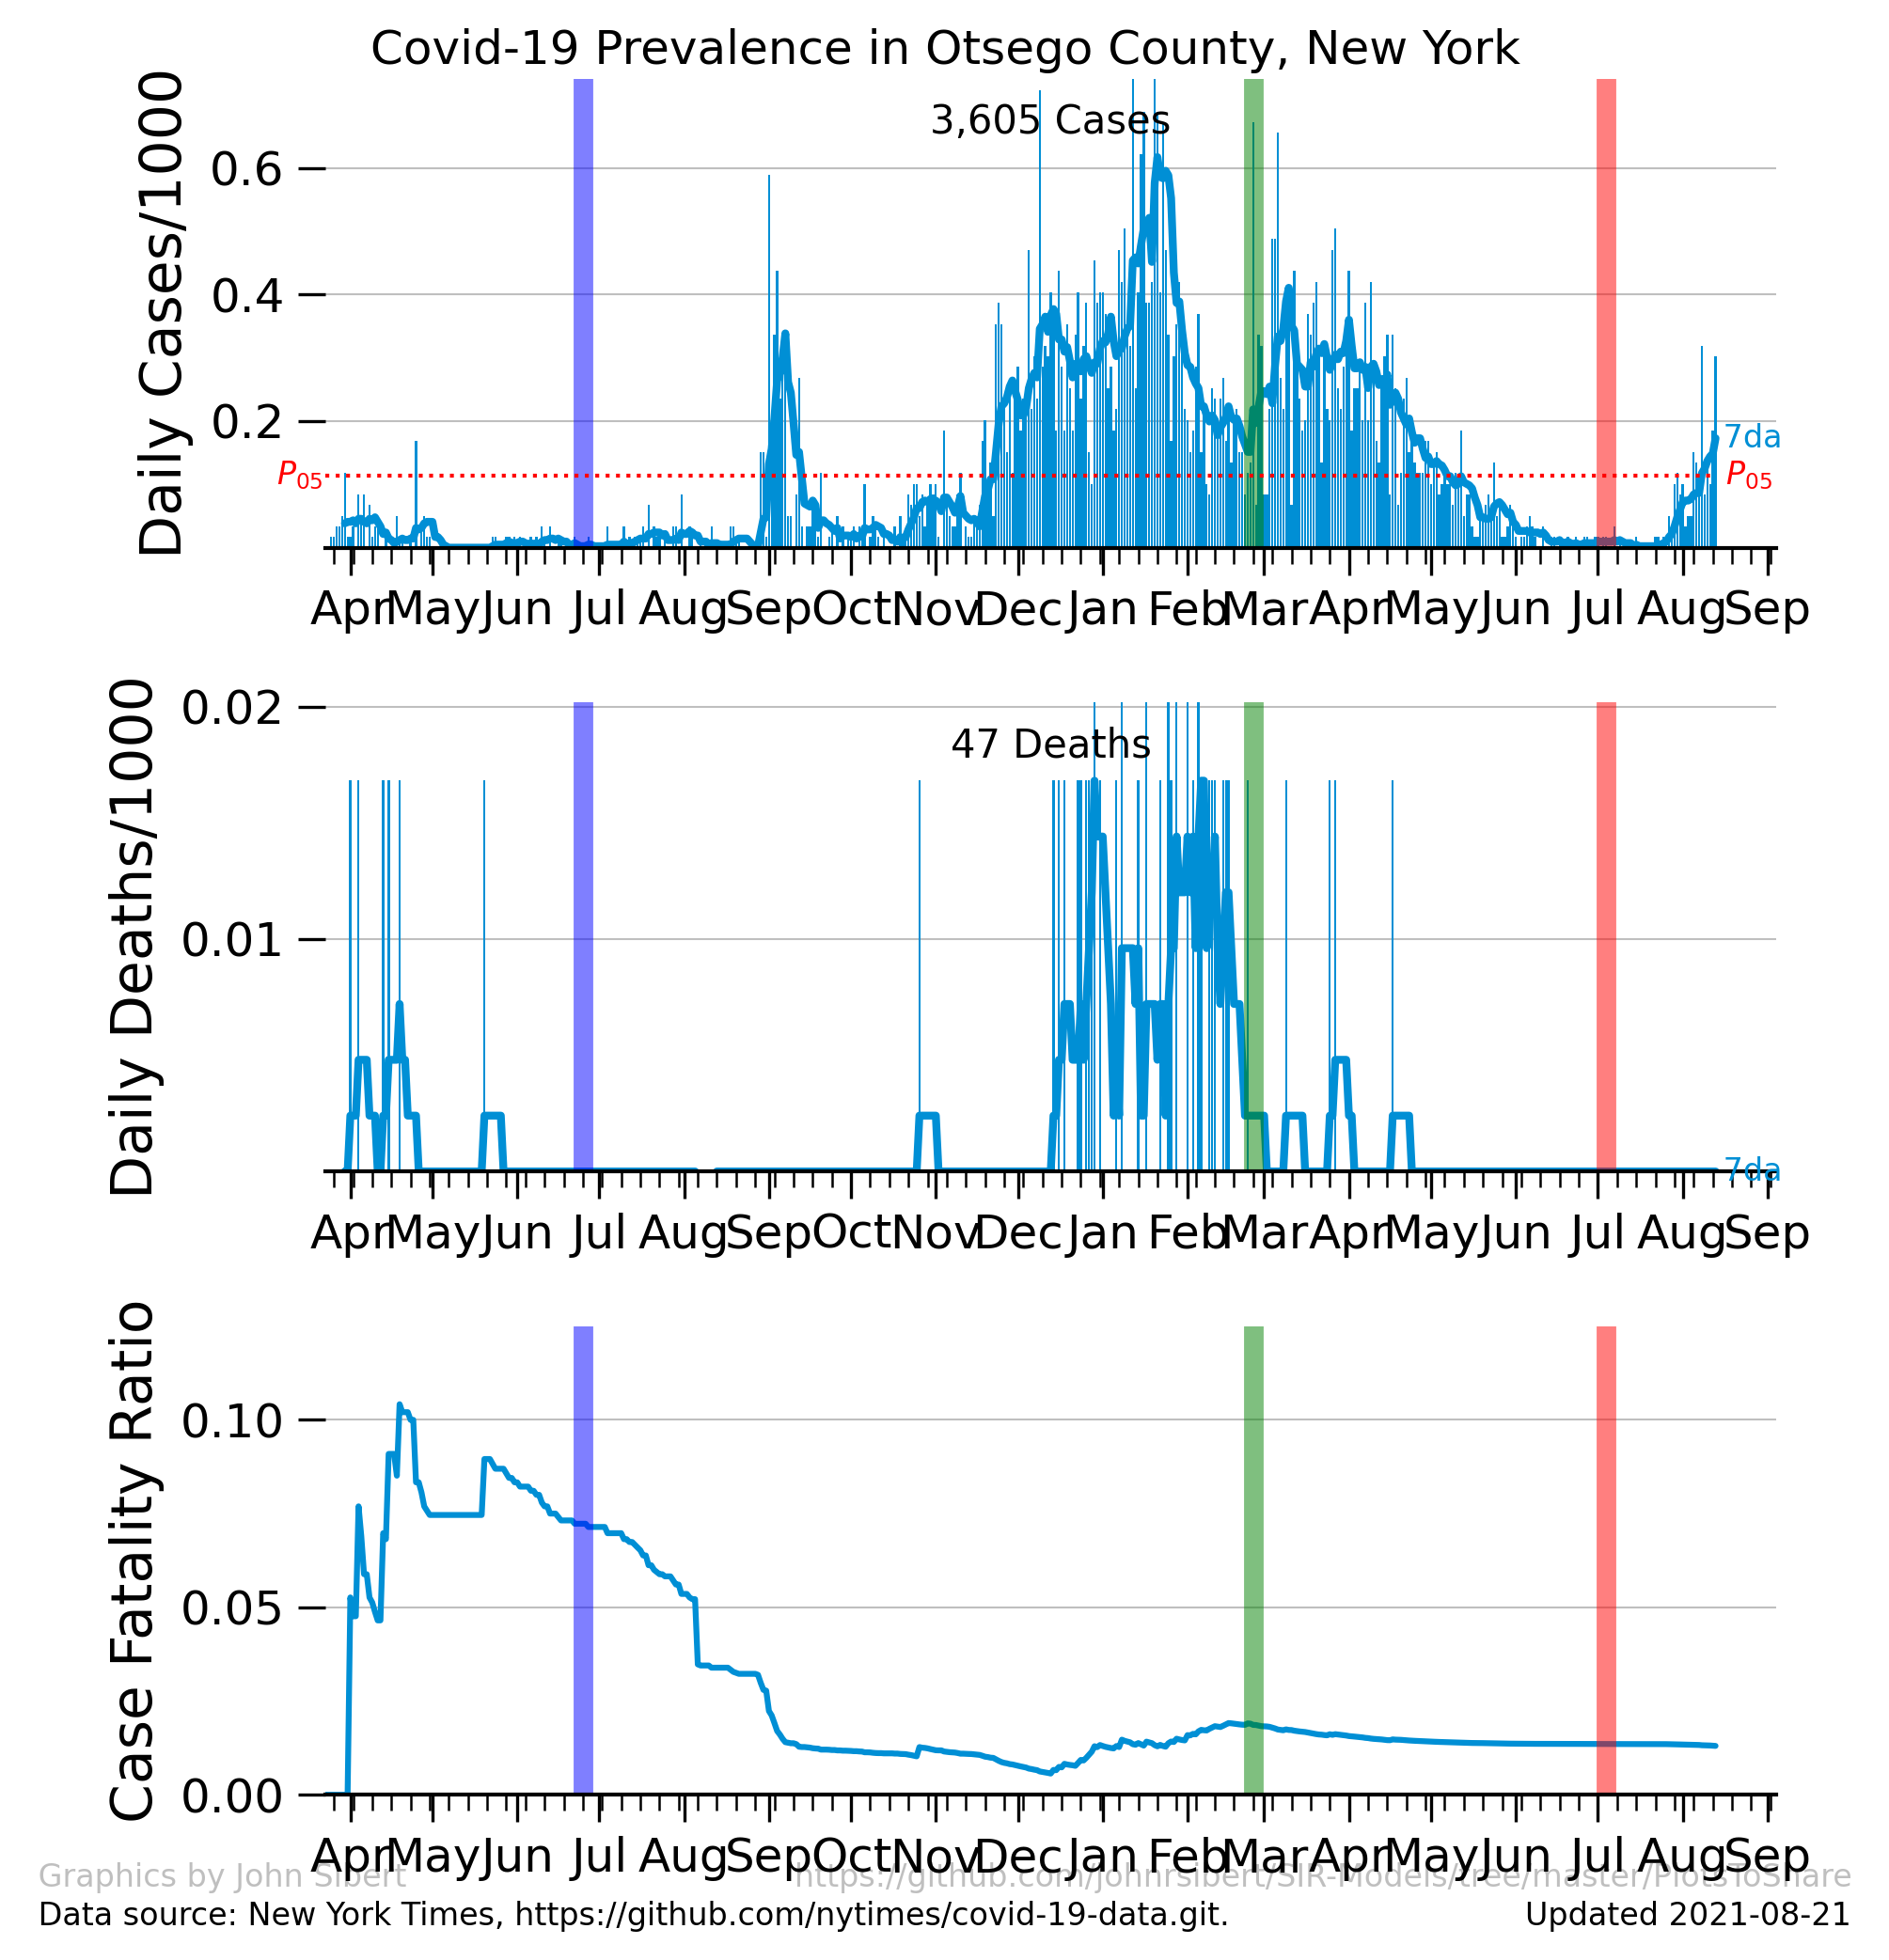 Covid-19 Prevalence in Otsego County, New York
Daily Cases/1000
3,605 Cases
0.6
0.4
0.2
P05
7da
P05
Apr May Jun Jul Aug Sep Oct Nov Dec Jan Feb Mar Apr May Jun Jul Aug Sep
Daily Deaths/1000
0.02
47 Deaths
0.01
7da
Apr May Jun Jul Aug Sep Oct Nov Dec Jan Feb Mar Apr May Jun Jul Aug Sep
Case Fatality Ratio
0.10
0.05
0.00
Apr May Jun Jul Aug Sep Oct Nov Dec Jan Feb Mar Apr May Jun Jul Aug Sep
Graphics by John Sibert https://github.com/johnrsibert/SIR-Models/tree/master/PlotsToShare
Data source: New York Times, https://github.com/nytimes/covid-19-data.git. Updated 2021-08-21